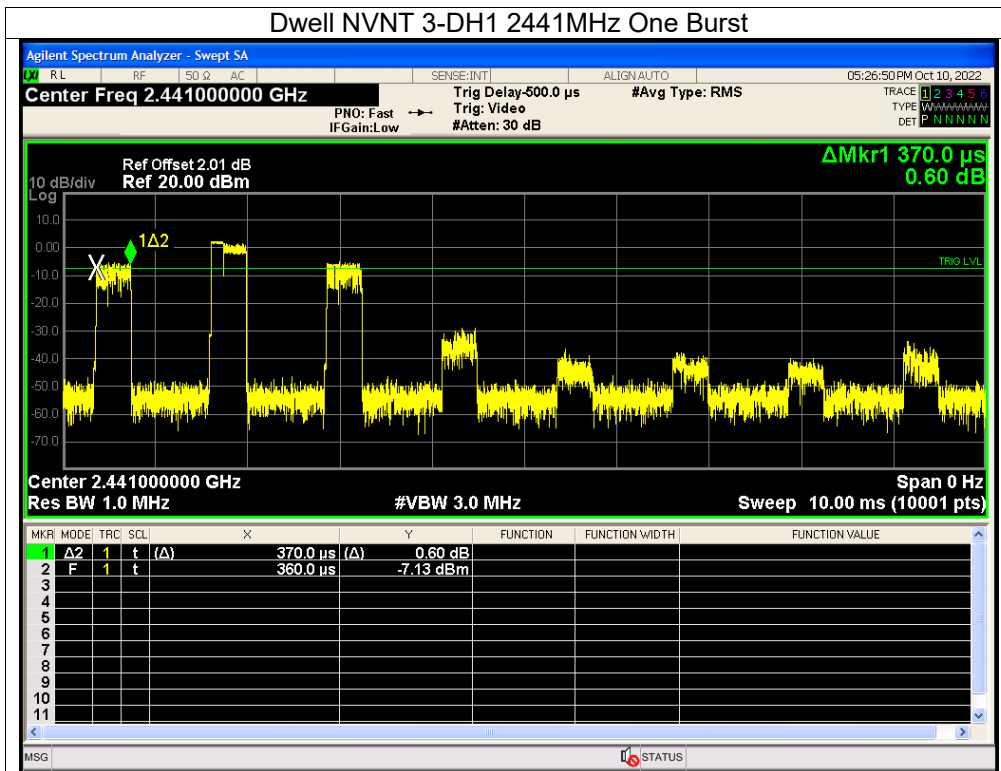 Dwell NVNT 3-DH1 2441MHz One Burst
Agilent Spectrum Analyzer - Swept SA
LXI RL RF 50 Ω AC SENSE:INT ALIGN AUTO 05:26:50 PM Oct 10, 2022
Center Freq 2.441000000 GHz Trig Delay-500.0 µs #Avg Type: RMS TRACE 1 2 3 4 5 6
PNO: Fast Trig: Video TYPE WWWWWW
IFGain:Low #Atten: 30 dB DET P N N N N N
ΔMkr1 370.0 µs
Ref Offset 2.01 dB
10 dB/div Ref 20.00 dBm 0.60 dB
Log
10.0
0.00
1Δ2
TRIG LVL
-10.0
-20.0
-30.0
-40.0
-50.0
-60.0
-70.0
Center 2.441000000 GHz Span 0 Hz
Res BW 1.0 MHz #VBW 3.0 MHz Sweep 10.00 ms (10001 pts)
MKR MODE TRC SCL X Y FUNCTION FUNCTION WIDTH FUNCTION VALUE
1 Δ2 1 t (Δ) 370.0 µs (Δ) 0.60 dB
2 F 1 t 360.0 µs -7.13 dBm
3
4
5
6
7
8
9
10
11
MSG STATUS